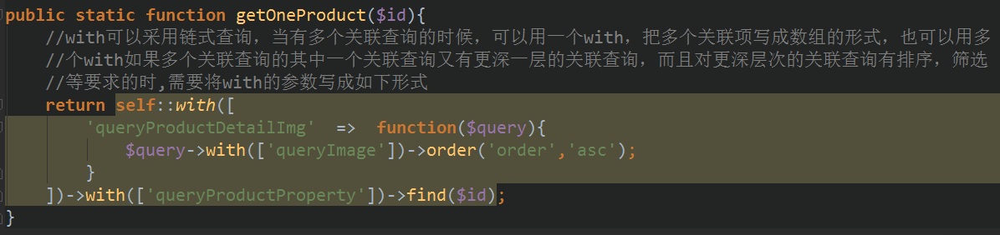 public static function getOneProduct($id){
//with可以采用链式查询，当有多个关联查询的时候，可以用一个with，把多个关联项写成数组的形式，也可以用多
//个with如果多个关联查询的其中一个关联查询又有更深一层的关联查询，而且对更深层次的关联查询有排序，筛选
//等要求的时,需要将with的参数写成如下形式
return self::with([
'queryProductDetailImg' => function($query){
$query->with(['queryImage'])->order('order','asc');
}
])->with(['queryProductProperty'])->find($id);
}